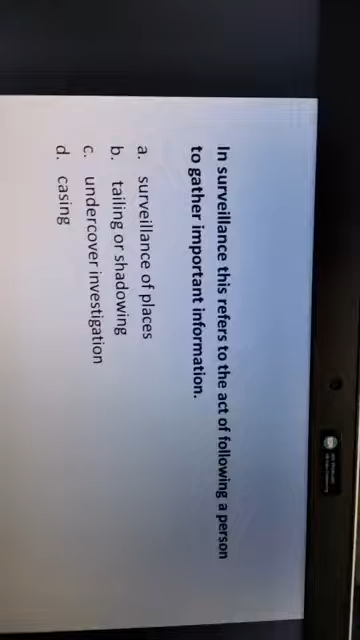 In surveillance this refers to the act of following a person
to gather important information.
a. surveillance of places
b. tailing or shadowing
c. undercover investigation
d. casing